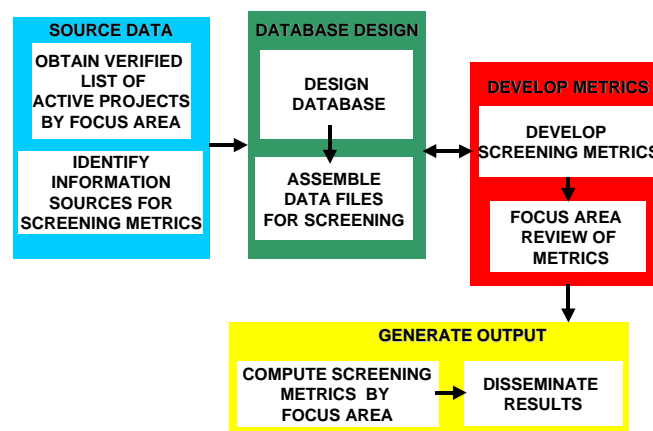 SOURCE DATA
OBTAIN VERIFIED
LIST OF
ACTIVE PROJECTS
BY FOCUS AREA
IDENTIFY
INFORMATION
SOURCES FOR
SCREENING METRICS
DATABASE DESIGN
DESIGN
DATABASE
ASSEMBLE
DATA FILES
FOR SCREENING
DEVELOP METRICS
DEVELOP
SCREENING METRICS
FOCUS AREA
REVIEW OF
METRICS
GENERATE OUTPUT
COMPUTE SCREENING
METRICS BY
FOCUS AREA
DISSEMINATE
RESULTS